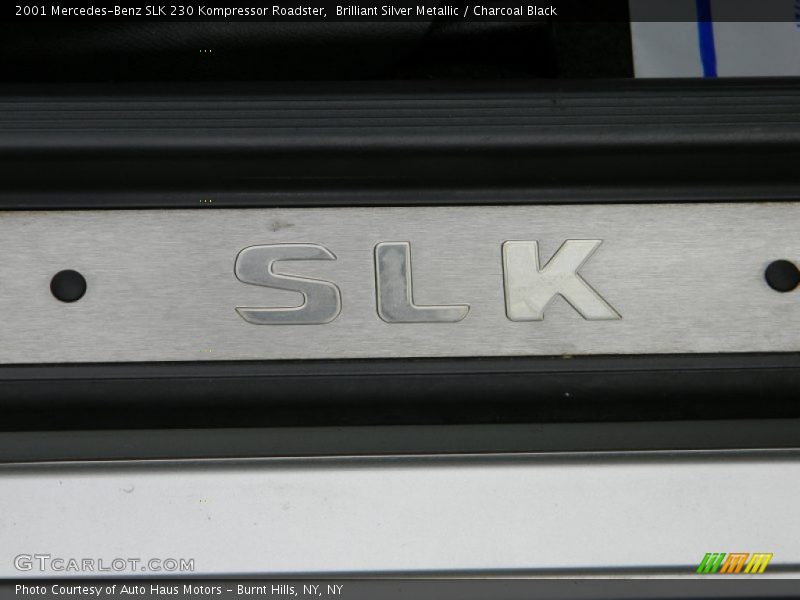 2001 Mercedes-Benz SLK 230 Kompressor Roadster,  Brilliant Silver Metallic / Charcoal Black
SLK
GTCARLOT.COM
Photo Courtesy of Auto Haus Motors - Burnt Hills, NY, NY